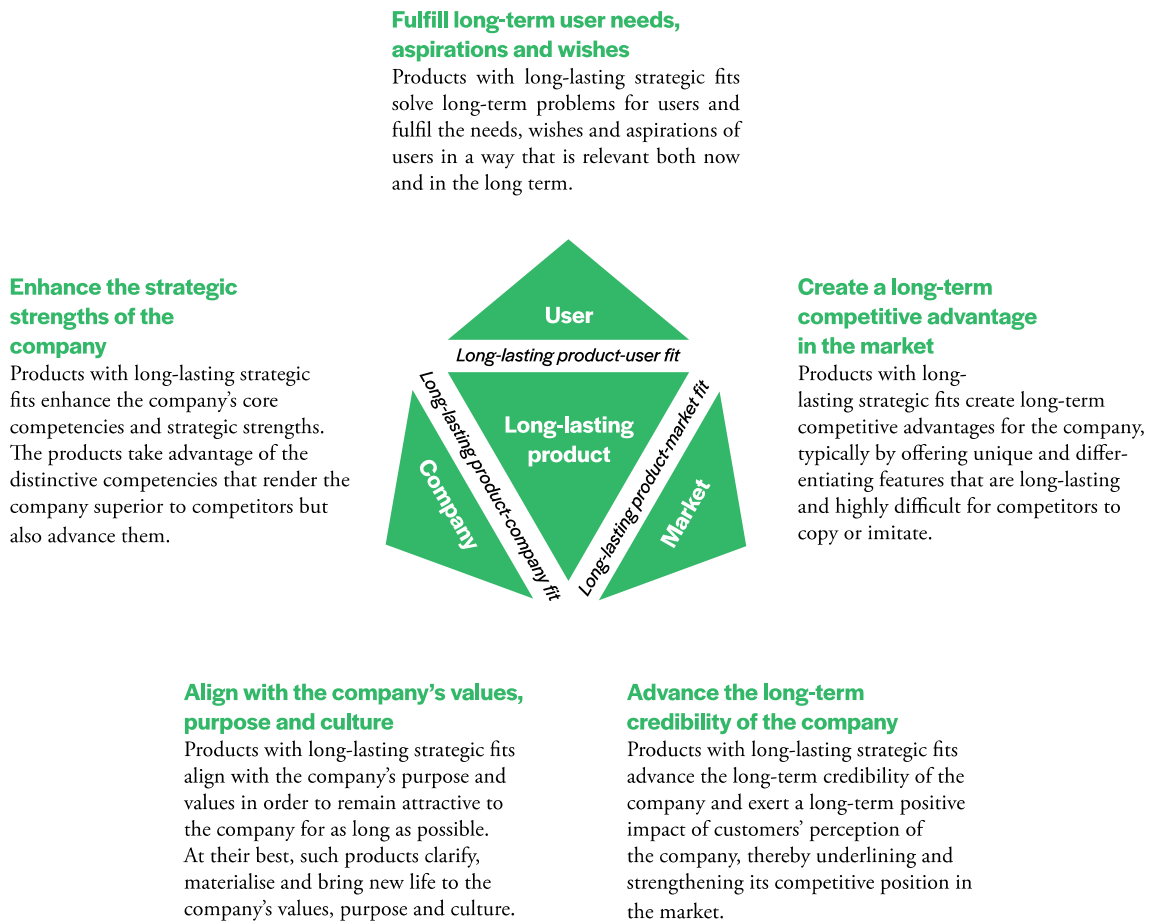 Fulfill long-term user needs,
aspirations and wishes
Products with long-lasting strategic fits
solve long-term problems for users and
fulfil the needs, wishes and aspirations of
users in a way that is relevant both now
and in the long term.
Enhance the strategic
strengths of the
company
Products with long-lasting strategic
fits enhance the company’s core
competencies and strategic strengths.
The products take advantage of the
distinctive competencies that render the
company superior to competitors but
also advance them.
User
Long-lasting product-user fit
Long-lasting
product
Company
Long-lasting product-company fit
Long-lasting product-market fit
Market
Create a long-term
competitive advantage
in the market
Products with long-
lasting strategic fits create long-term
competitive advantages for the company,
typically by offering unique and differ-
entiating features that are long-lasting
and highly difficult for competitors to
copy or imitate.
Align with the company’s values,
purpose and culture
Products with long-lasting strategic fits
align with the company’s purpose and
values in order to remain attractive to
the company for as long as possible.
At their best, such products clarify,
materialise and bring new life to the
company’s values, purpose and culture.
Advance the long-term
credibility of the company
Products with long-lasting strategic fits
advance the long-term credibility of the
company and exert a long-term positive
impact of customers’ perception of
the company, thereby underlining and
strengthening its competitive position in
the market.